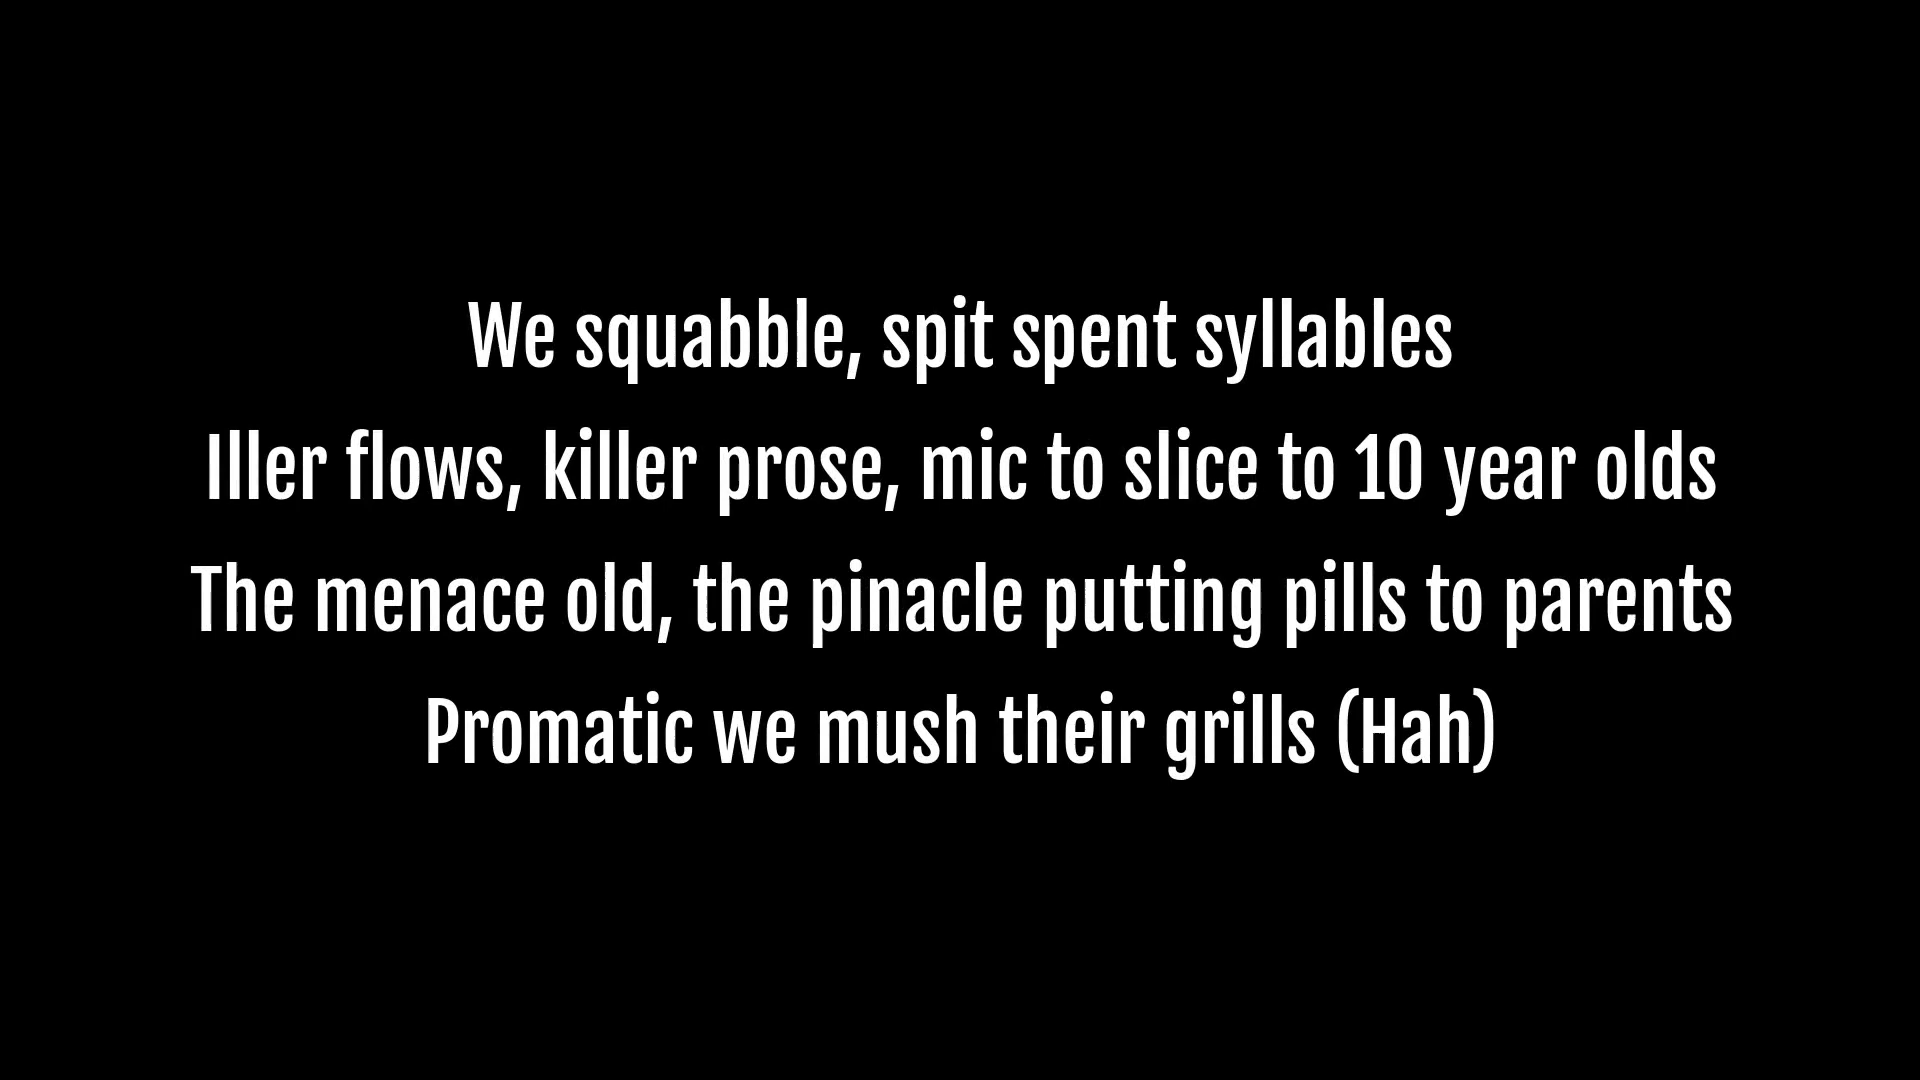 We squabble, spit spent syllables
Iller flows, killer prose, mic to slice to 10 year olds
The menace old, the pinacle putting pills to parents
Promatic we mush their grills (Hah)